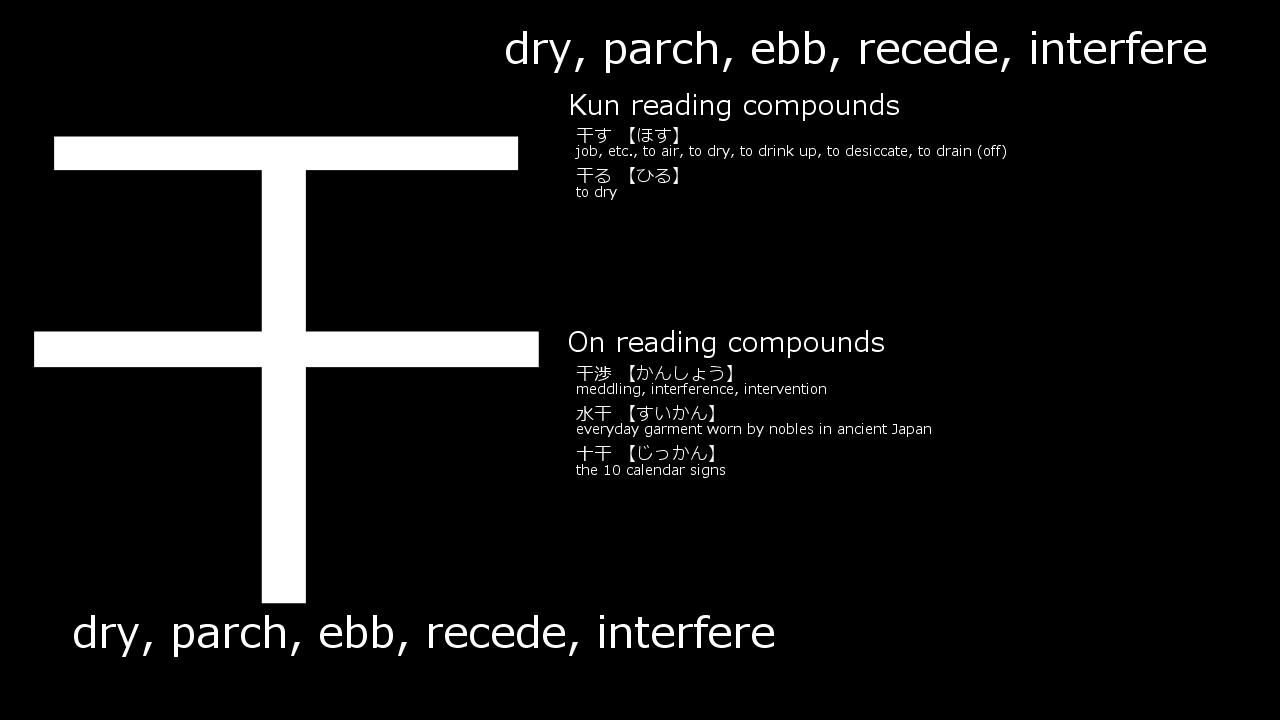 dry, parch, ebb, recede, interfere
干
Kun reading compounds
干す 【ほす】
job, etc., to air, to dry, to drink up, to desiccate, to drain (off)
干る 【ひる】
to dry
On reading compounds
干渉 【かんしょう】
meddling, interference, intervention
水干 【すいかん】
everyday garment worn by nobles in ancient Japan
十干 【じっかん】
the 10 calendar signs
dry, parch, ebb, recede, interfere